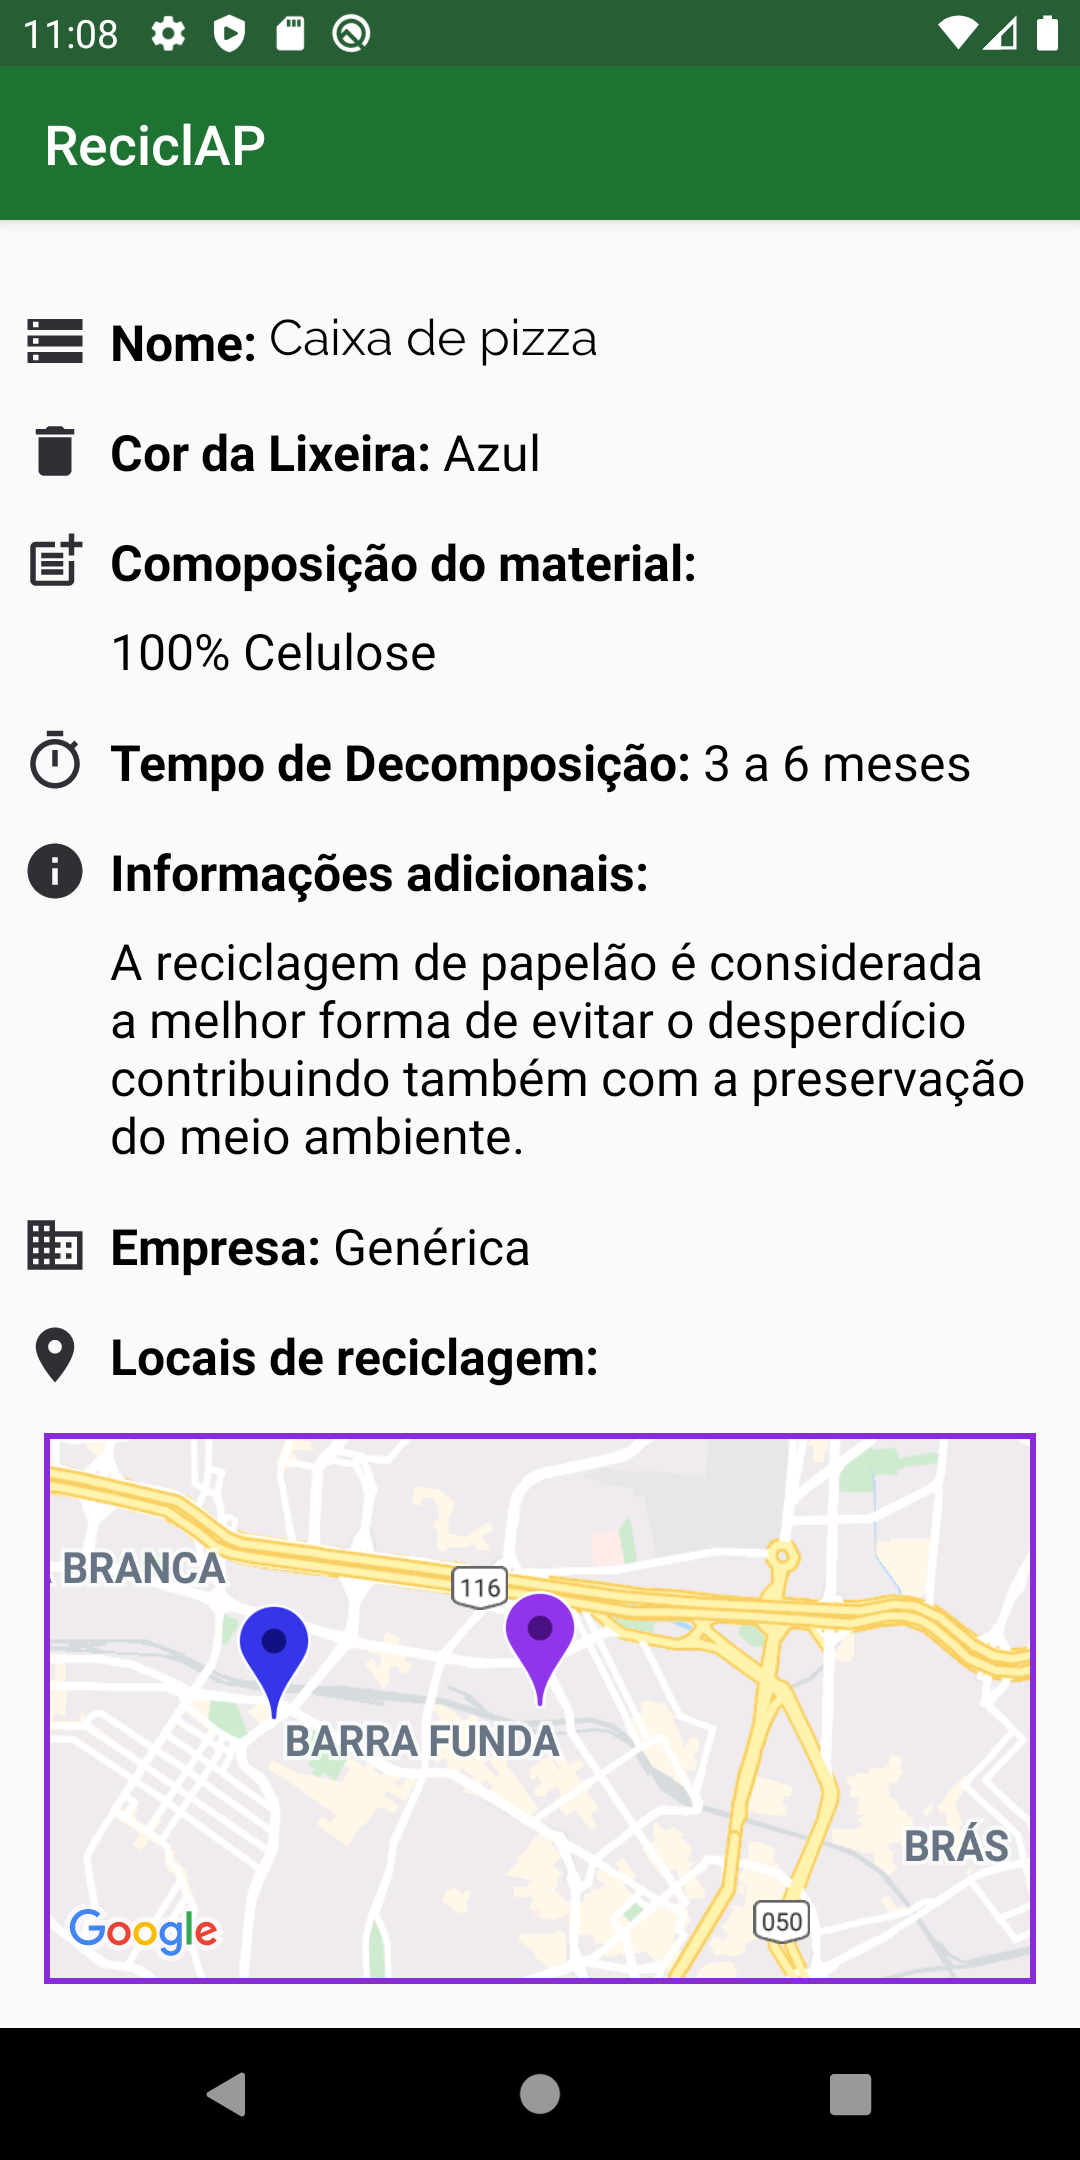 11:08
ReciclAP
Nome: Caixa de pizza
Cor da Lixeira: Azul
Comoposição do material:
100% Celulose
Tempo de Decomposição: 3 a 6 meses
Informações adicionais:
A reciclagem de papelão é considerada
a melhor forma de evitar o desperdício
contribuindo também com a preservação
do meio ambiente.
Empresa: Genérica
Locais de reciclagem:
BRANCA
116
BARRA FUNDA
BRÁS
050
Google